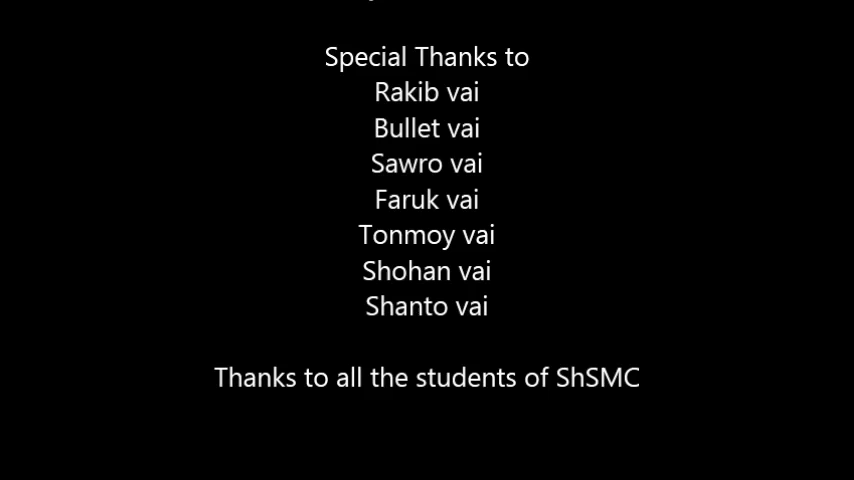 Special Thanks to
Rakib vai
Bullet vai
Sawro vai
Faruk vai
Tonmoy vai
Shohan vai
Shanto vai
Thanks to all the students of ShSMC